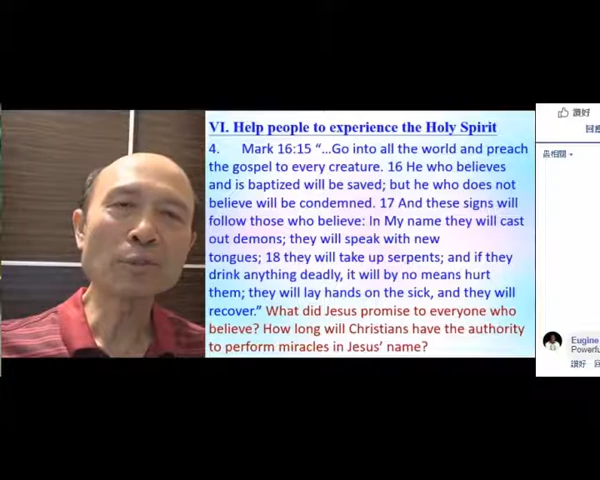 VI. Help people to experience the Holy Spirit
4. Mark 16:15 “...Go into all the world and preach
the gospel to every creature. 16 He who believes
and is baptized will be saved; but he who does not
believe will be condemned. 17 And these signs will
follow those who believe: In My name they will cast
out demons; they will speak with new
tongues; 18 they will take up serpents; and if they
drink anything deadly, it will by no means hurt
them; they will lay hands on the sick, and they will
recover.” What did Jesus promise to everyone who
believe? How long will Christians have the authority
to perform miracles in Jesus’ name?
讚好
Eugine
Powerfu
讚好